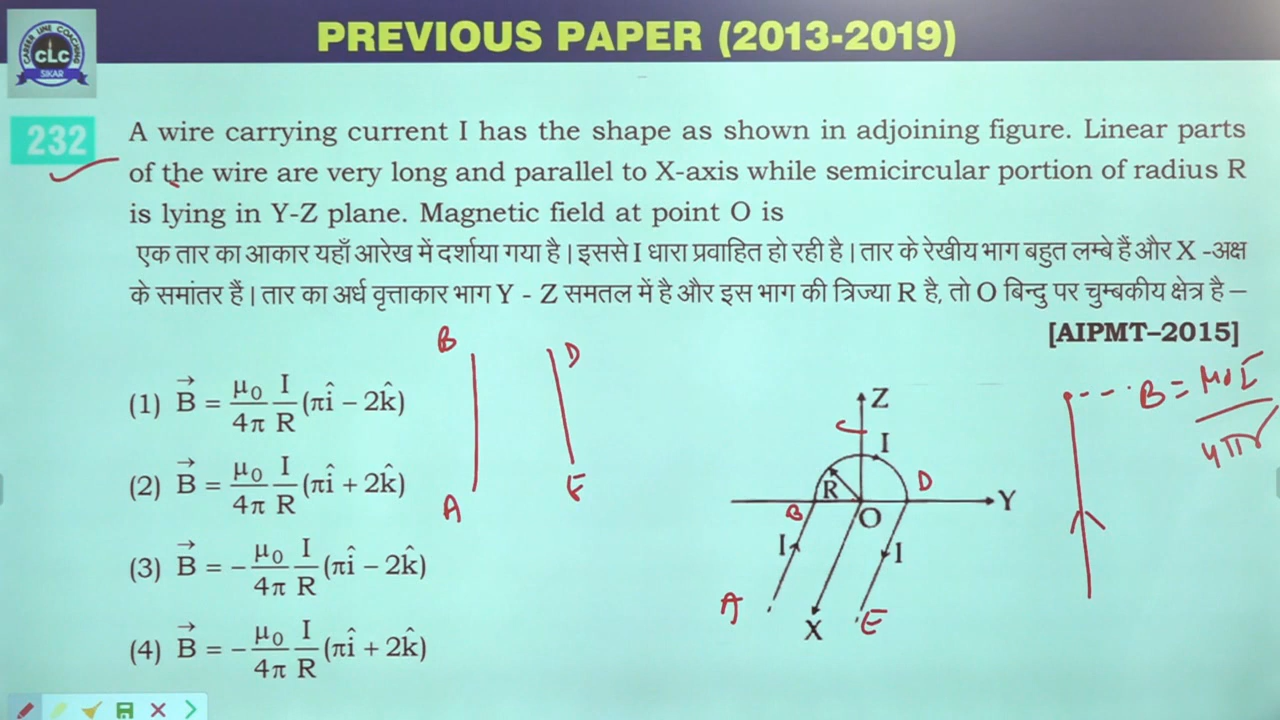 PREVIOUS PAPER (2013-2019)
CAREER LINE COACHING
CLC
SIKAR
232
A wire carrying current I has the shape as shown in adjoining figure. Linear parts
of the wire are very long and parallel to X-axis while semicircular portion of radius R
is lying in Y-Z plane. Magnetic field at point O is
एक तार का आकार यहाँ आरेख में दर्शाया गया है। इससे I धारा प्रवाहित हो रही है। तार के रेखीय भाग बहुत लम्बे हैं और X -अक्ष
के समांतर हैं। तार का अर्ध वृत्ताकार भाग Y - Z समतल में है और इस भाग की त्रिज्या R है, तो O बिन्दु पर चुम्बकीय क्षेत्र है –
[AIPMT–2015]
(1) B⃗ = μ₀/4π I/R (πî − 2k̂)
(2) B⃗ = μ₀/4π I/R (πî + 2k̂)
(3) B⃗ = − μ₀/4π I/R (πî − 2k̂)
(4) B⃗ = − μ₀/4π I/R (πî + 2k̂)
B D
A E
Z
I
R
B O D Y
I I
A X E
B = μ₀I/4πr